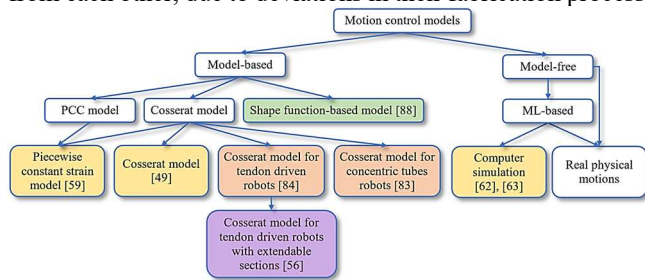 from each other, due to deviations in their fabrication process
Motion control models
Model-based
Model-free
PCC model
Cosserat model
Shape function-based model [88]
ML-based
Piecewise
constant strain
model [59]
Cosserat model
[49]
Cosserat model for
tendon driven
robots [84]
Cosserat model for
concentric tubes
robots [83]
Computer
simulation
[62], [63]
Real physical
motions
Cosserat model for
tendon driven robots
with extendable
sections [56]